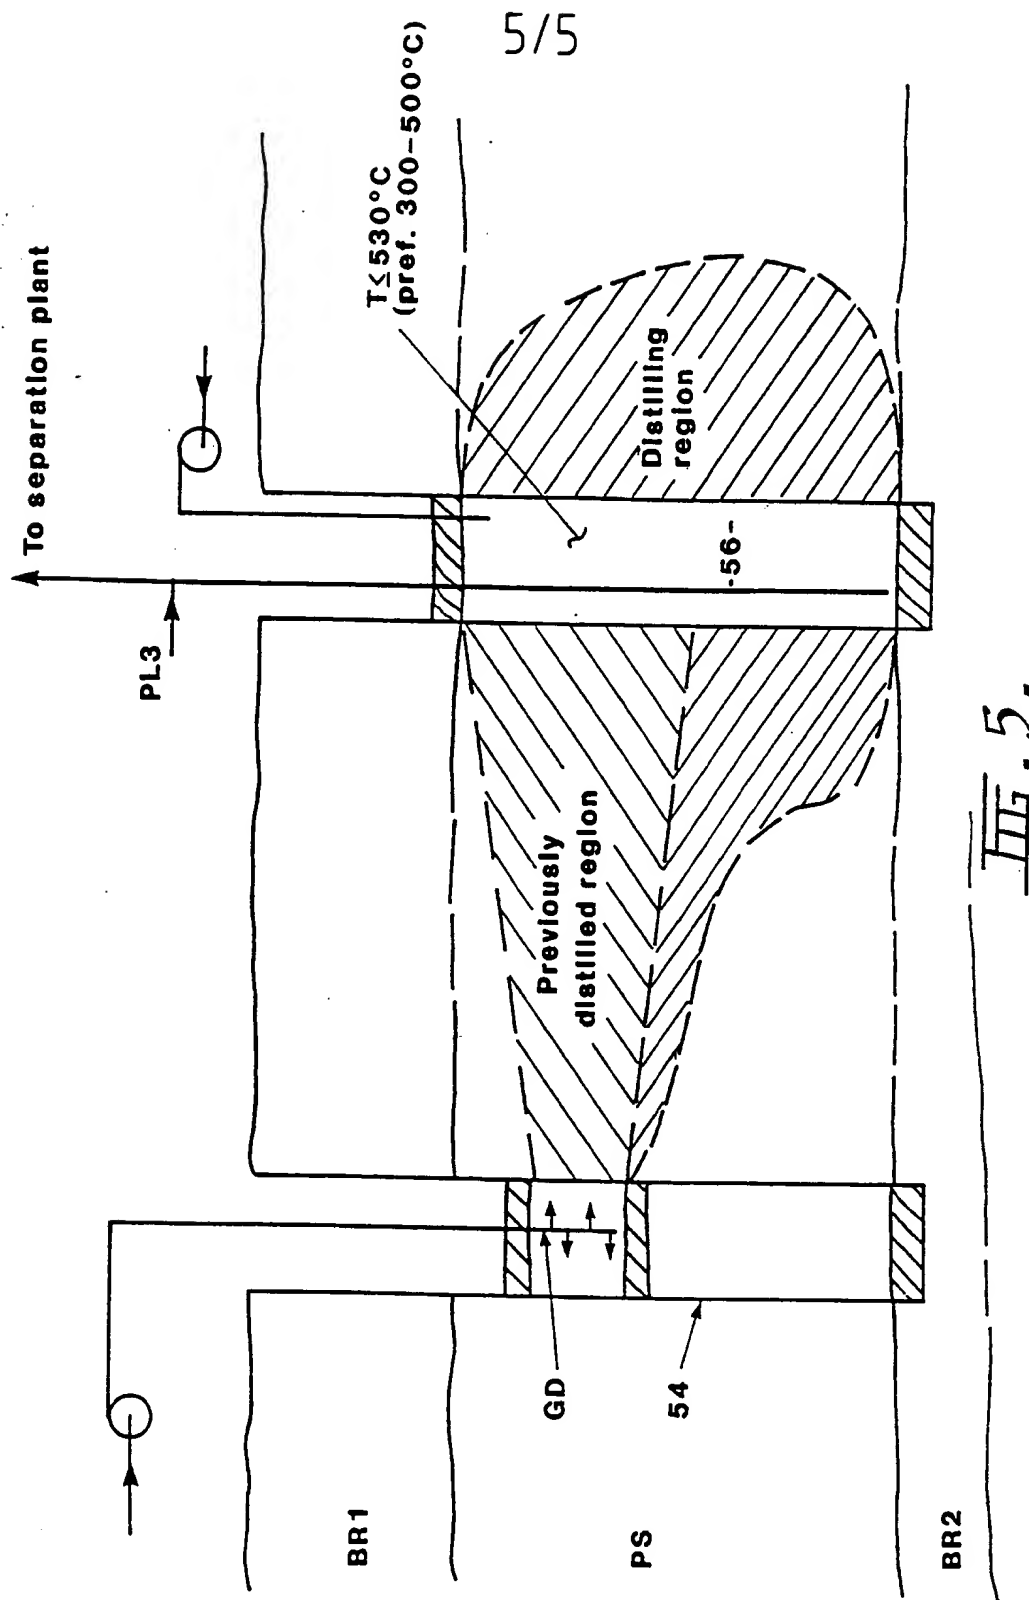 5/5
To separation plant
PL3
T≤530°C
(pref. 300-500°C)
BR1
Previously
distilled region
Distilling
region
-56-
GD
54
PS
BR2
FIG. 5.